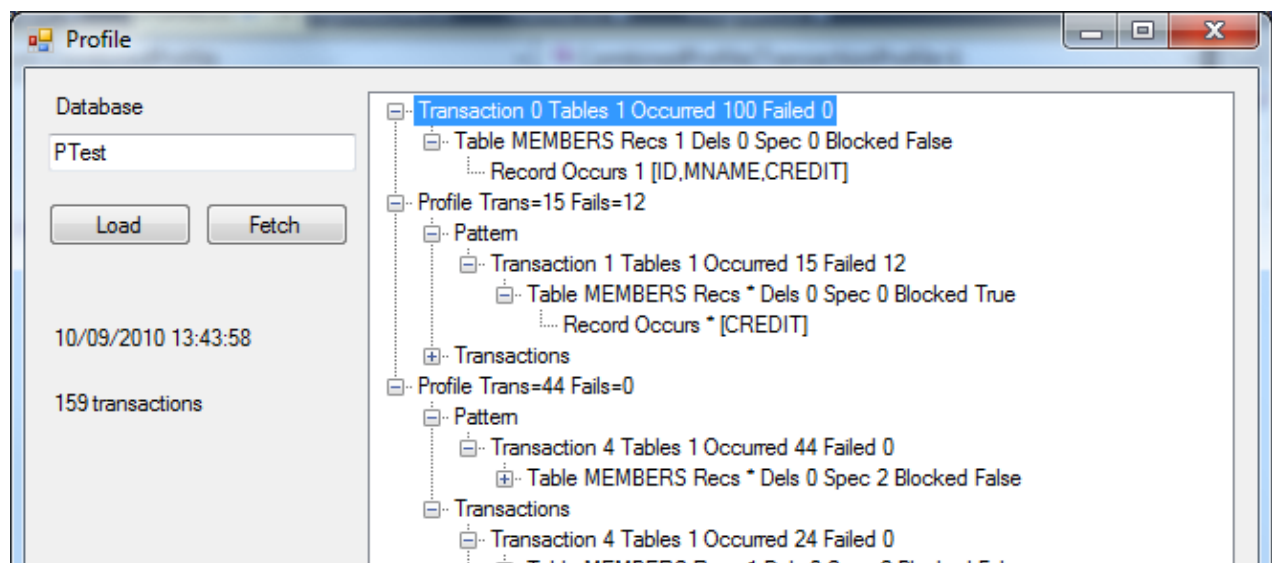 Profile
Database
PTest
Load Fetch
10/09/2010 13:43:58
159 transactions
Transaction 0 Tables 1 Occurred 100 Failed 0
Table MEMBERS Recs 1 Dels 0 Spec 0 Blocked False
Record Occurs 1 [ID,MNAME,CREDIT]
Profile Trans=15 Fails=12
Pattern
Transaction 1 Tables 1 Occurred 15 Failed 12
Table MEMBERS Recs * Dels 0 Spec 0 Blocked True
Record Occurs * [CREDIT]
Transactions
Profile Trans=44 Fails=0
Pattern
Transaction 4 Tables 1 Occurred 44 Failed 0
Table MEMBERS Recs * Dels 0 Spec 2 Blocked False
Transactions
Transaction 4 Tables 1 Occurred 24 Failed 0